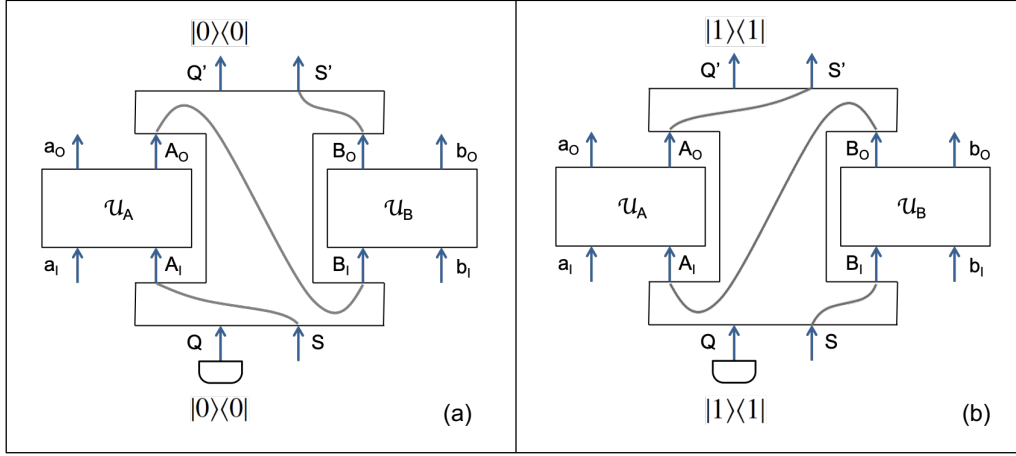 |0⟩⟨0|
Q’ S’
a_O A_O B_O b_O
𝒰_A 𝒰_B
a_I A_I B_I b_I
Q S
|0⟩⟨0|
(a)
|1⟩⟨1|
Q’ S’
a_O A_O B_O b_O
𝒰_A 𝒰_B
a_I A_I B_I b_I
Q S
|1⟩⟨1|
(b)